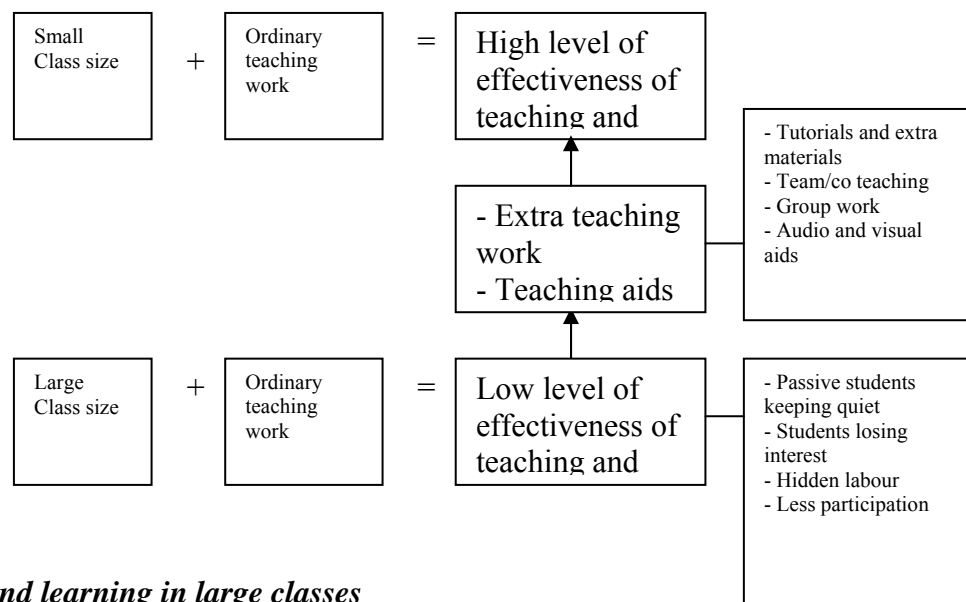 Small
Class size
+
Ordinary
teaching
work
=
High level of
effectiveness of
teaching and
- Tutorials and extra
materials
- Team/co teaching
- Group work
- Audio and visual
aids
- Extra teaching
work
- Teaching aids
Large
Class size
+
Ordinary
teaching
work
=
Low level of
effectiveness of
teaching and
- Passive students
keeping quiet
- Students losing
interest
- Hidden labour
- Less participation
nd learning in large classes